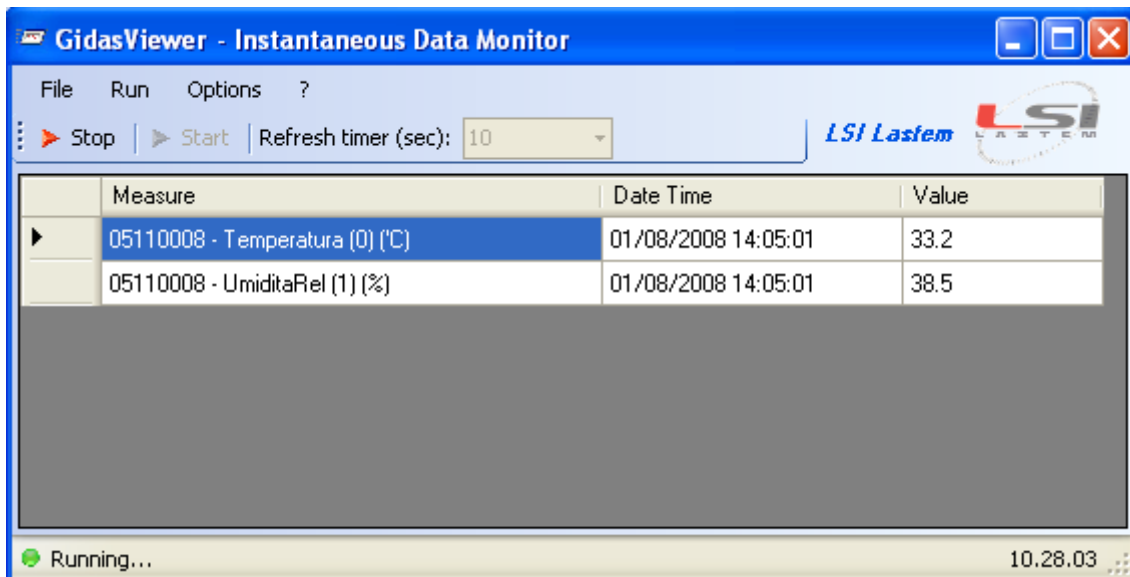 GidasViewer - Instantaneous Data Monitor
File Run Options ?
Stop Start Refresh timer (sec): 10 LSI Lastem LSI
LASTEM
Measure Date Time Value
05110008 - Temperatura (0) ('C) 01/08/2008 14:05:01 33.2
05110008 - UmiditaRel (1) (%) 01/08/2008 14:05:01 38.5
Running... 10.28.03